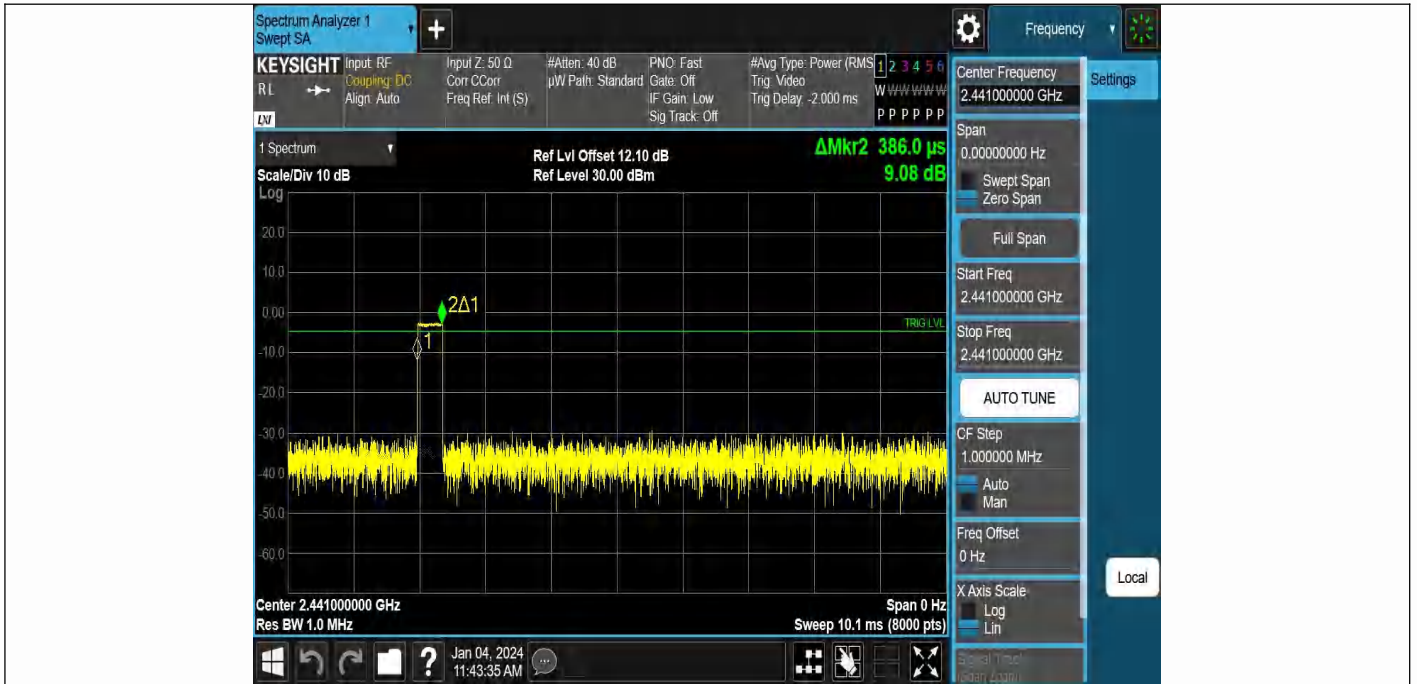 Spectrum Analyzer 1
Swept SA
+
Frequency
KEYSIGHT
RL
LXI
Input: RF
Coupling: DC
Align: Auto
Input Z: 50 Ω
Corr CCorr
Freq Ref: Int (S)
#Atten: 40 dB
µW Path: Standard
PNO: Fast
Gate: Off
IF Gain: Low
Sig Track: Off
#Avg Type: Power (RMS
Trig: Video
Trig Delay: -2.000 ms
1 2 3 4 5 6
W W W W W W
P P P P P P
1 Spectrum
Scale/Div 10 dB
Ref Lvl Offset 12.10 dB
Ref Level 30.00 dBm
ΔMkr2 386.0 µs
9.08 dB
Log
20.0
10.0
0.00
-10.0
-20.0
-30.0
-40.0
-50.0
-60.0
2Δ1
1
TRIG LVL
Center 2.441000000 GHz
Res BW 1.0 MHz
Span 0 Hz
Sweep 10.1 ms (8000 pts)
Center Frequency
2.441000000 GHz
Settings
Span
0.00000000 Hz
Swept Span
Zero Span
Full Span
Start Freq
2.441000000 GHz
Stop Freq
2.441000000 GHz
AUTO TUNE
CF Step
1.000000 MHz
Auto
Man
Freq Offset
0 Hz
X Axis Scale
Log
Lin
Local
Signal Track
(Span Zoom)
?
Jan 04, 2024
11:43:35 AM